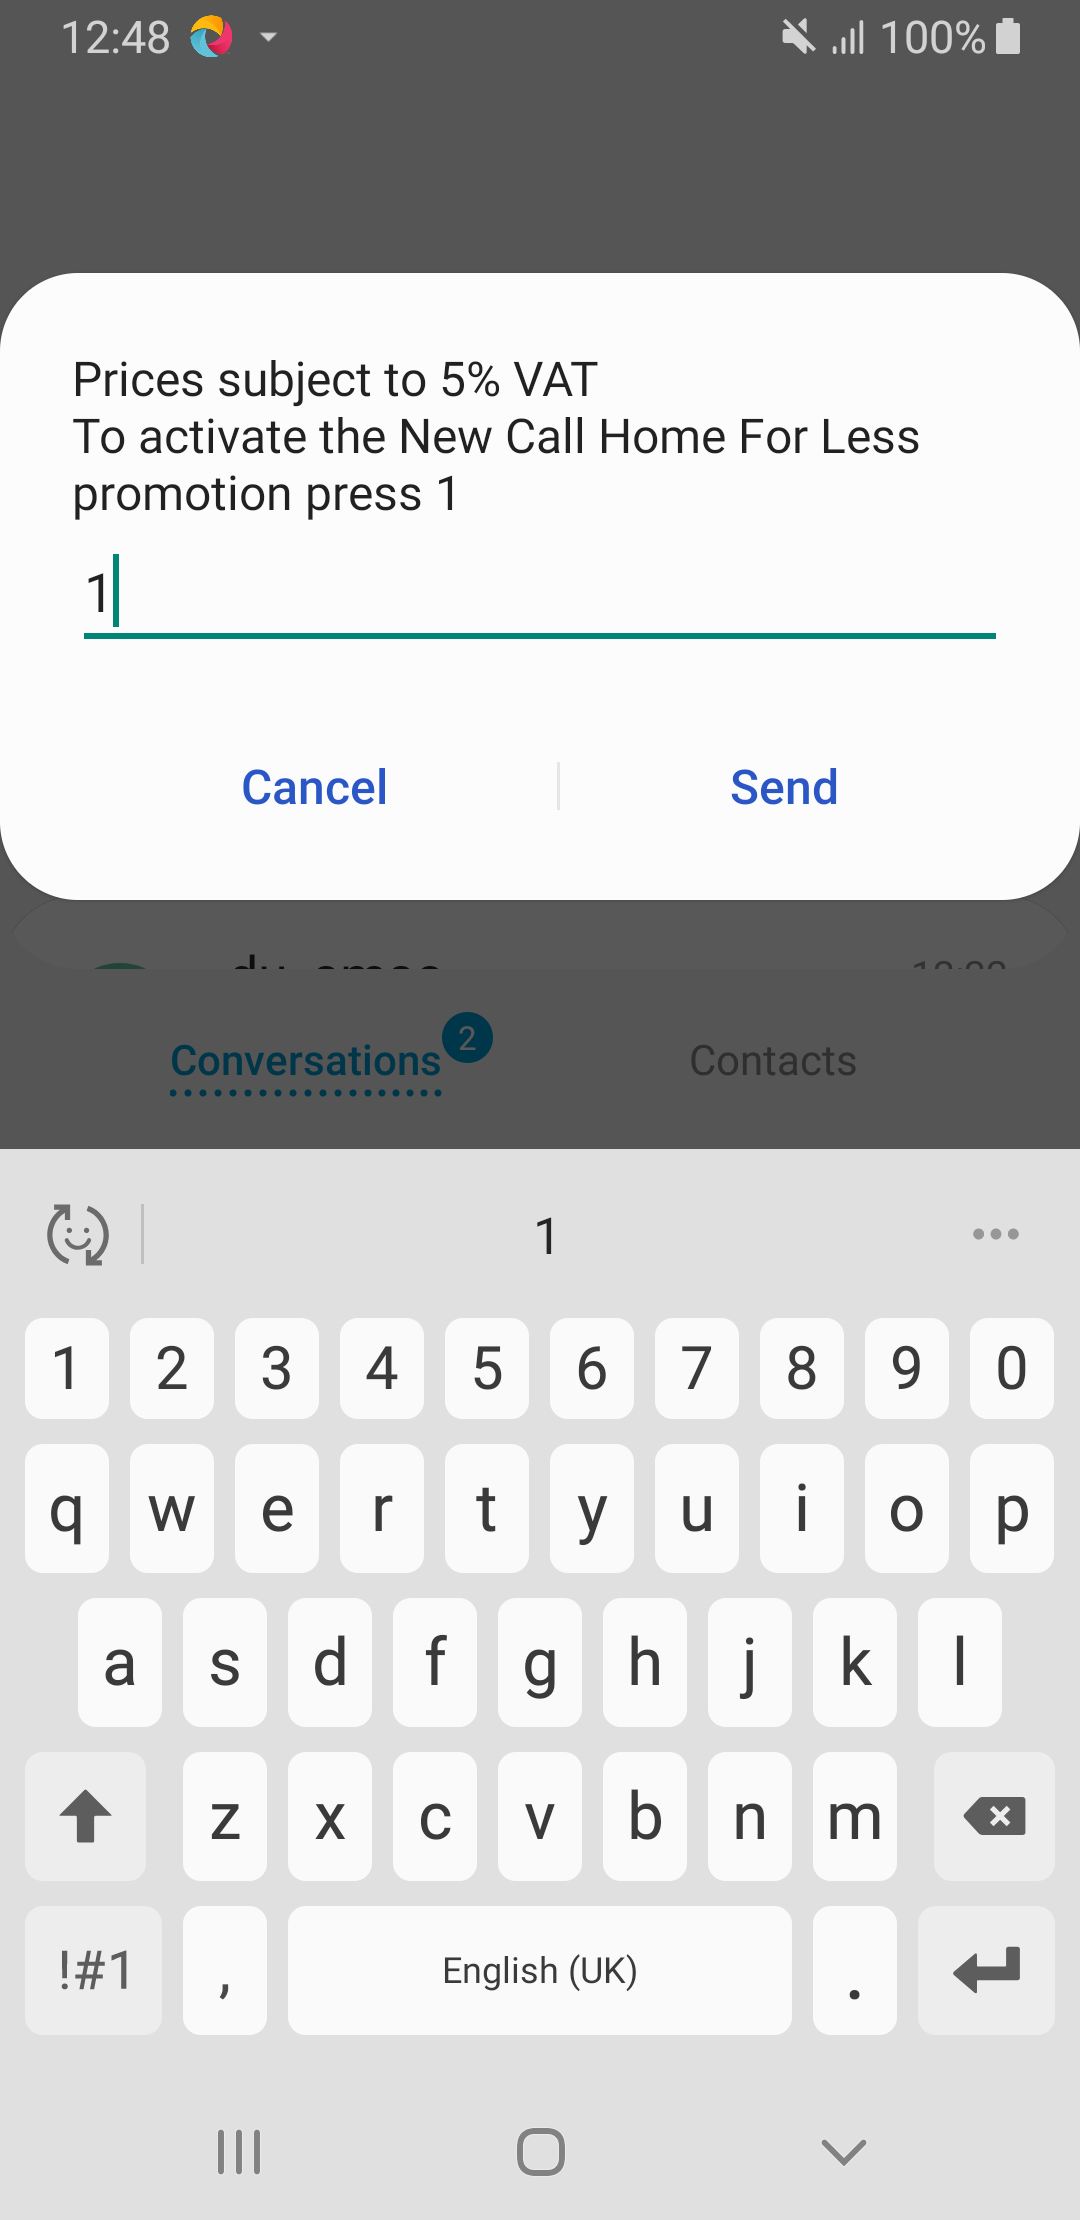 12:48 100%
Prices subject to 5% VAT
To activate the New Call Home For Less
promotion press 1
1
Cancel Send
Conversations 2 Contacts
1
1 2 3 4 5 6 7 8 9 0
q w e r t y u i o p
a s d f g h j k l
z x c v b n m
!#1 , English (UK) .